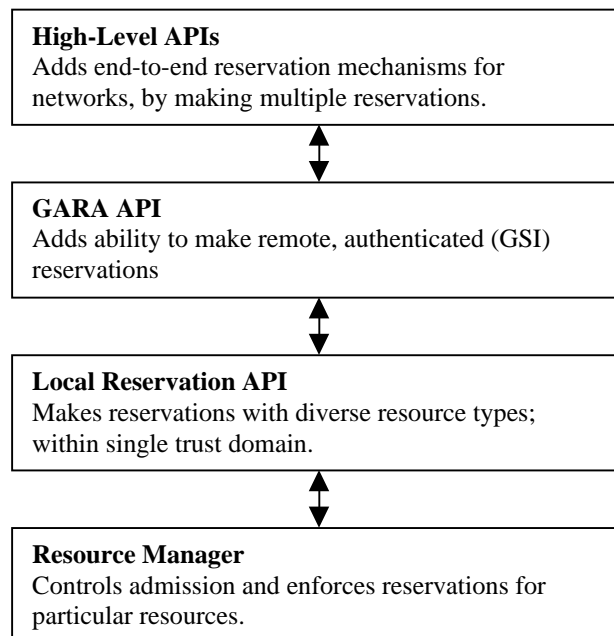 High-Level APIs
Adds end-to-end reservation mechanisms for
networks, by making multiple reservations.
GARA API
Adds ability to make remote, authenticated (GSI)
reservations
Local Reservation API
Makes reservations with diverse resource types;
within single trust domain.
Resource Manager
Controls admission and enforces reservations for
particular resources.